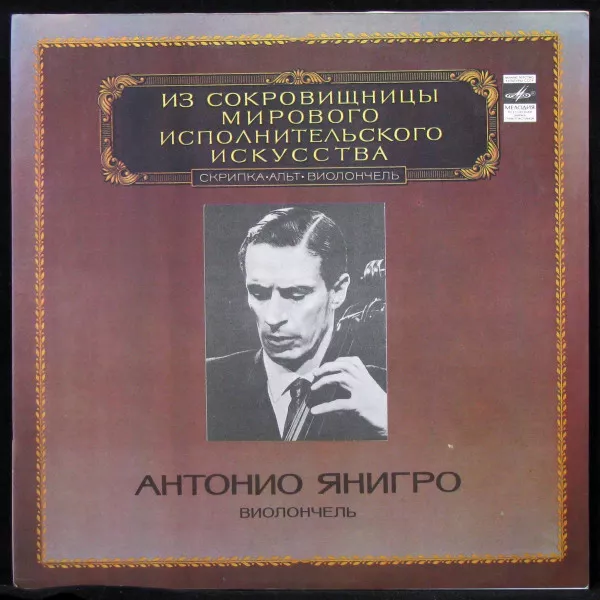 ИЗ СОКРОВИЩНИЦЫ
МИРОВОГО
ИСПОЛНИТЕЛЬСКОГО
ИСКУССТВА
СКРИПКА•АЛЬТ•ВИОЛОНЧЕЛЬ
МЕЛОДИЯ
АНТОНИО ЯНИГРО
ВИОЛОНЧЕЛЬ